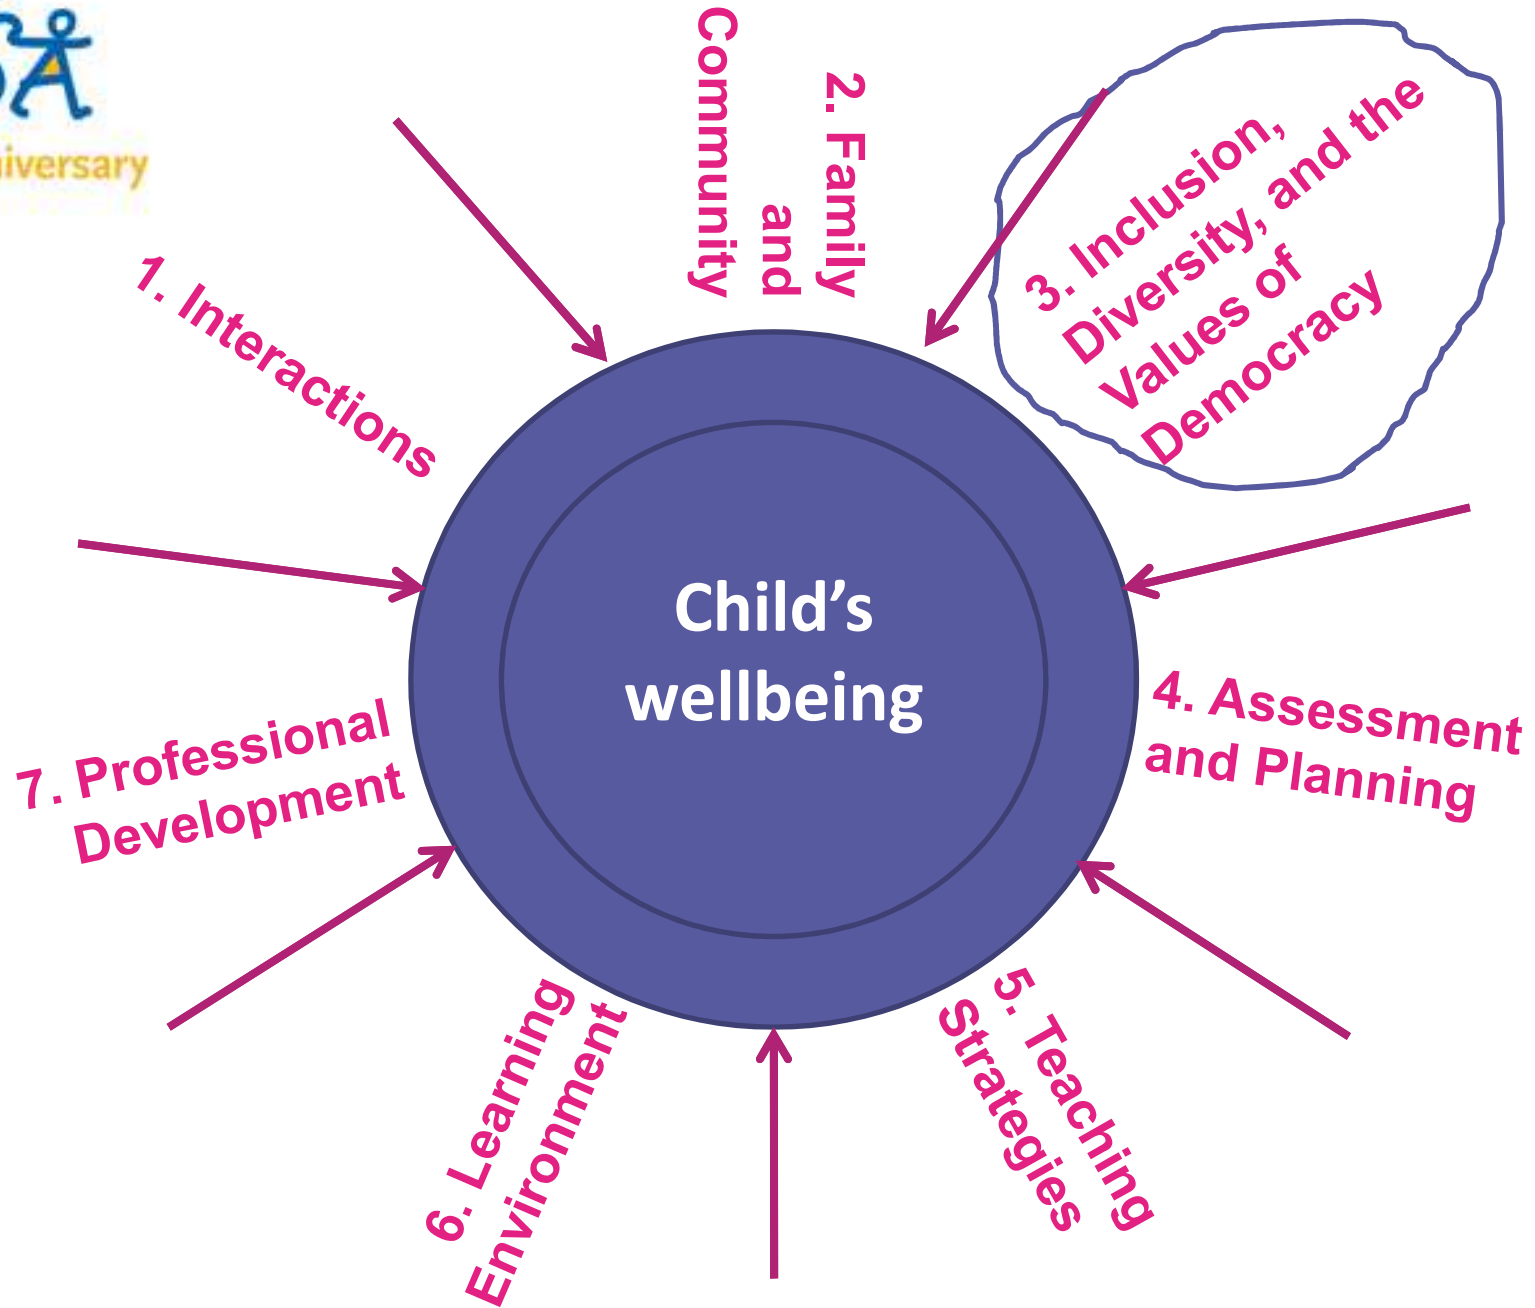 1. Interactions
2. Family
and
Community
3. Inclusion,
Diversity, and the
Values of
Democracy
4. Assessment
and Planning
5. Teaching
Strategies
6. Learning
Environment
7. Professional
Development
Child’s
wellbeing